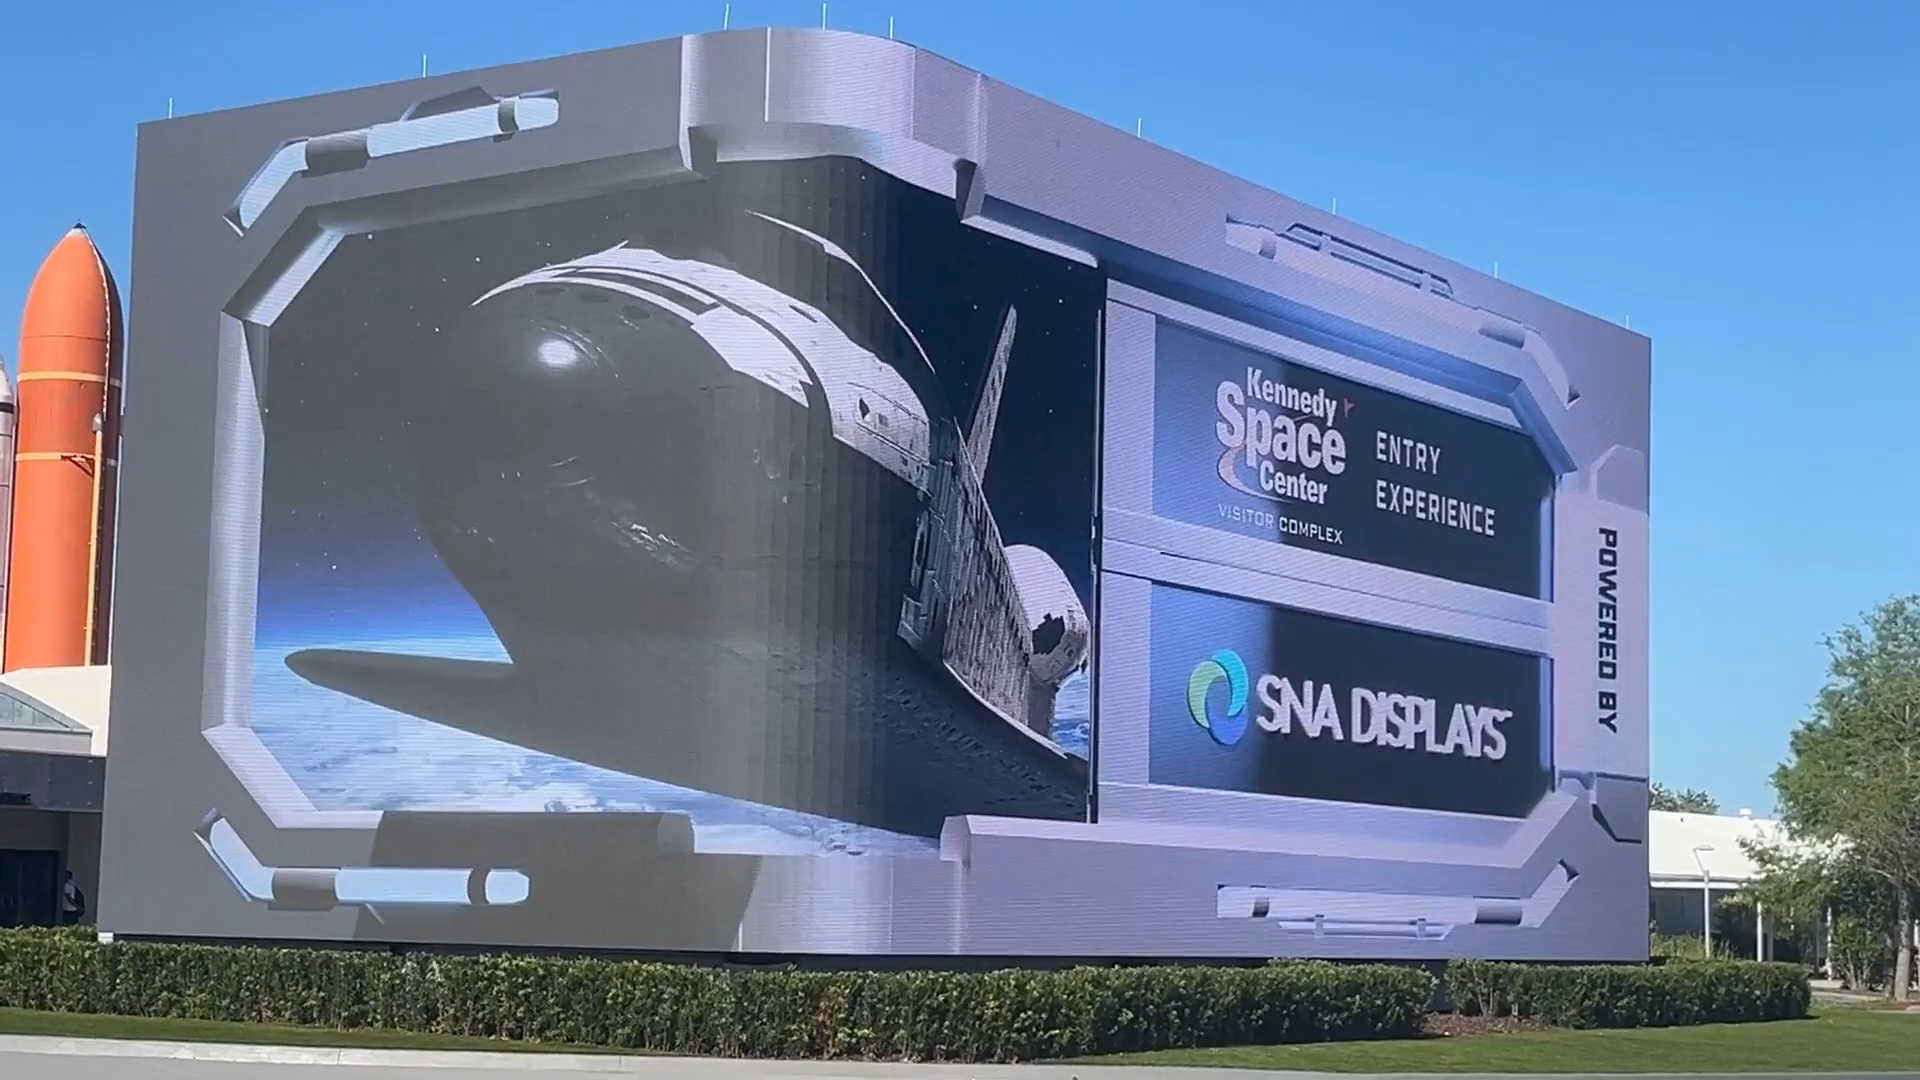 Kennedy
Space
Center
VISITOR COMPLEX
ENTRY
EXPERIENCE
SNA DISPLAYS
POWERED BY